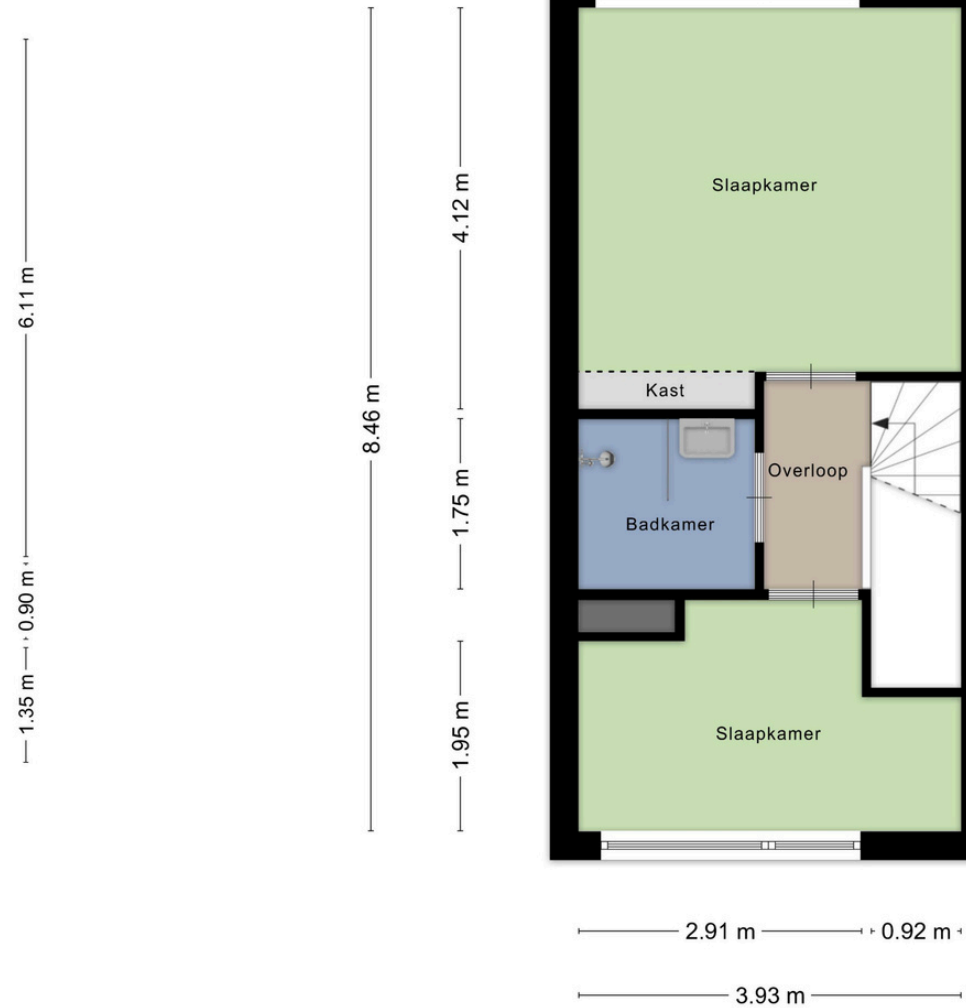 Slaapkamer
Kast
Overloop
Badkamer
Slaapkamer
6.11 m
0.90 m
1.35 m
8.46 m
4.12 m
1.75 m
1.95 m
2.91 m
0.92 m
3.93 m